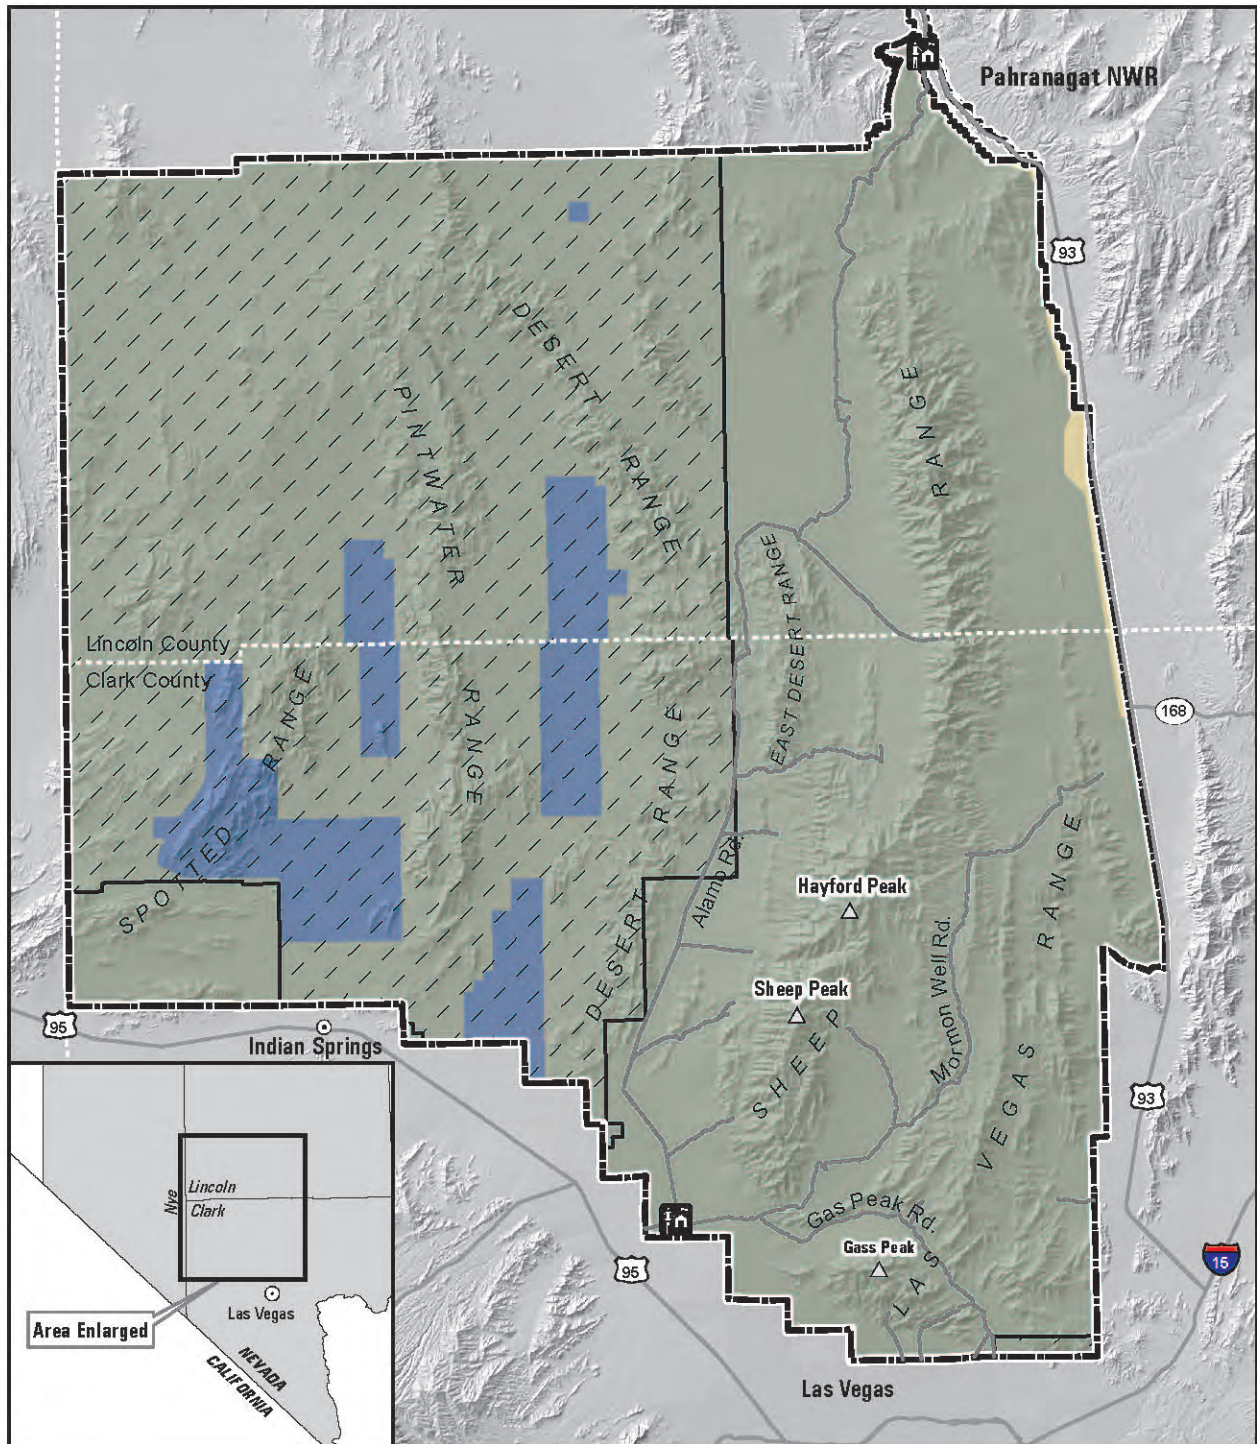 Pahranagat NWR
93
DESERT RANGE
PINTWATER RANGE
RANGE
EAST DESERT RANGE
Lincoln County
Clark County
168
SPOTTED RANGE
DESERT RANGE
Alamo Rd.
Hayford Peak
Sheep Peak
SHEEP
Mormon Well Rd.
LAS VEGAS RANGE
95
Indian Springs
93
Gas Peak Rd.
Gass Peak
95
15
Las Vegas
Nye
Lincoln
Clark
Las Vegas
Area Enlarged
NEVADA
CALIFORNIA